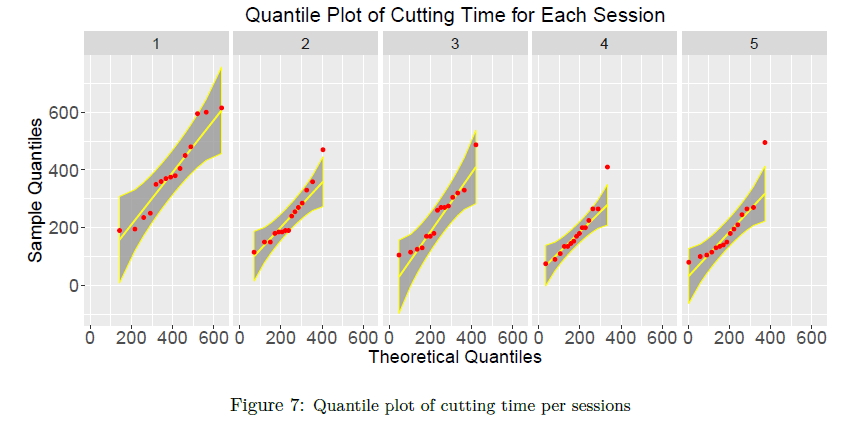 Quantile Plot of Cutting Time for Each Session
1 2 3 4 5
Sample Quantiles
600
400
200
0
0 200 400 600 0 200 400 600 0 200 400 600 0 200 400 600 0 200 400 600
Theoretical Quantiles
Figure 7: Quantile plot of cutting time per sessions